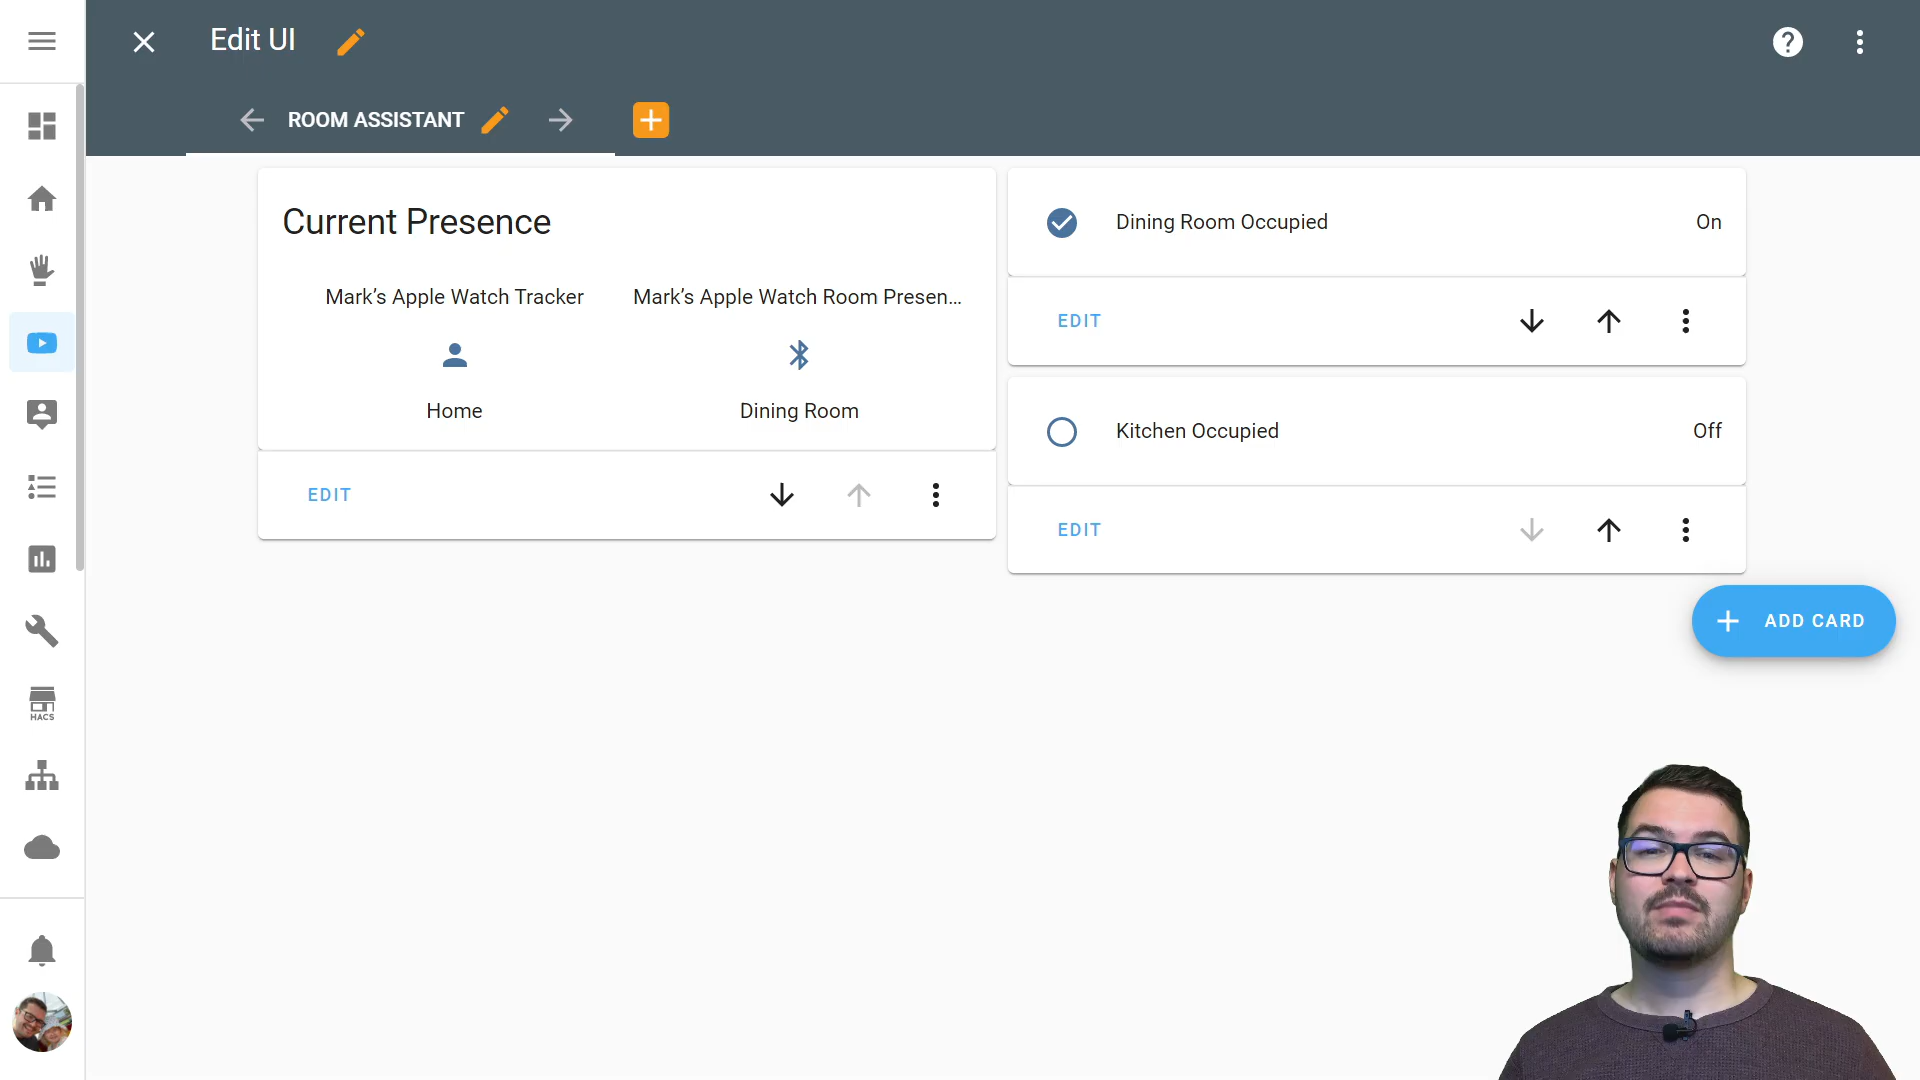 Edit UI
ROOM ASSISTANT
Current Presence
Mark’s Apple Watch Tracker
Mark’s Apple Watch Room Presen...
Home
Dining Room
EDIT
Dining Room Occupied
On
EDIT
Kitchen Occupied
Off
EDIT
ADD CARD
HACS